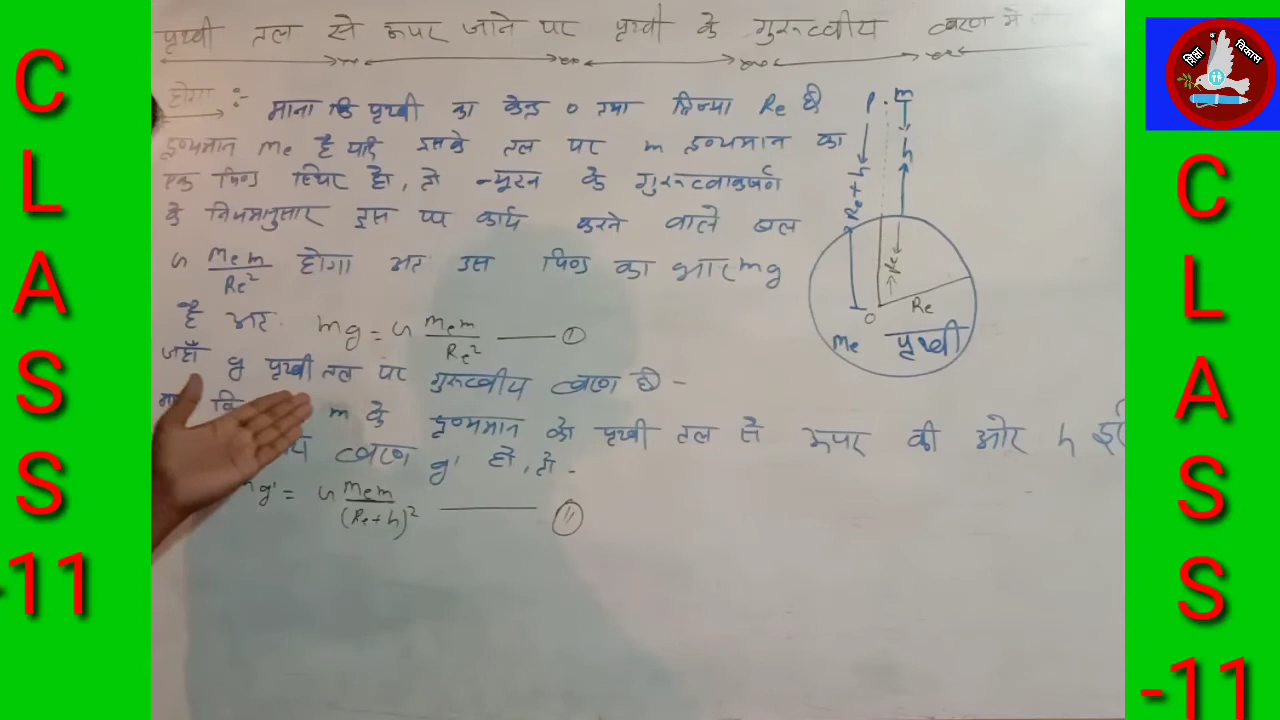 पृथ्वी तल से ऊपर जाने पर पृथ्वी के गुरूत्वीय त्वरण मे
होगा :-
माना कि पृथ्वी का केन्द्र O तथा त्रिज्या Re है
द्रव्यमान Me है यदि इसके तल पर m द्रव्यमान का
एक पिण्ड स्थित हो, तो न्यूटन के गुरूत्वाकर्षण
के नियमानुसार इस पर कार्य करने वाले बल
G Mem/Re² होगा अतः उस पिण्ड का भार mg
है अतः mg = G Mem/Re² —— ①
जहाँ g पृथ्वी तल पर गुरूत्वीय त्वरण है -
m के द्रव्यमान को पृथ्वी तल से ऊपर की ओर h
त्वरण g' हो, तो -
g' = G Mem/(Re+h)² —— ⑪
P
m
h
Re+h
Re
Re
O
Me पृथ्वी
शिक्षा विकास
CLASS
-11
CLASS
-11